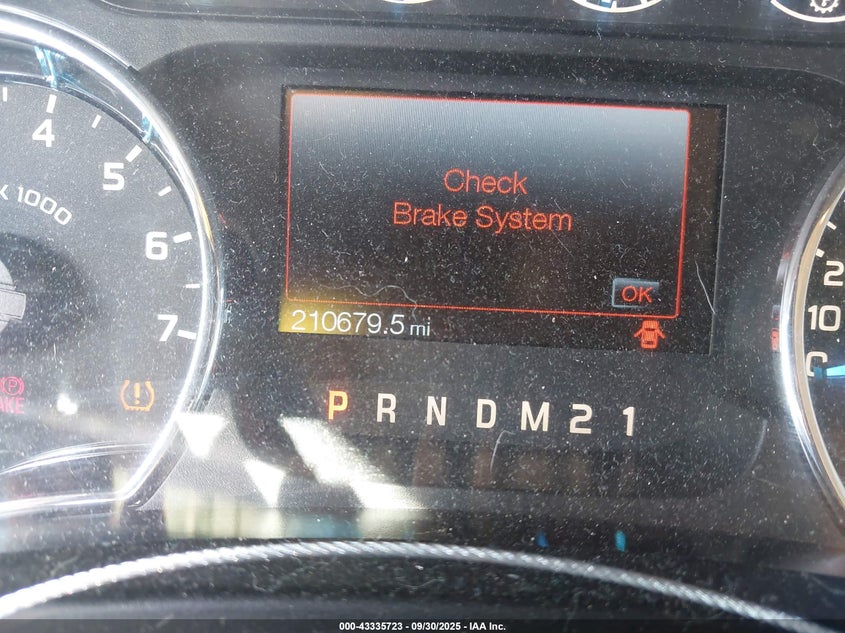 4
5
x 1000
6
7
Check
Brake System
OK
210679.5 mi
P R N D M 2 1
2
10
C
000-43335723 - 09/30/2025 - IAA Inc.